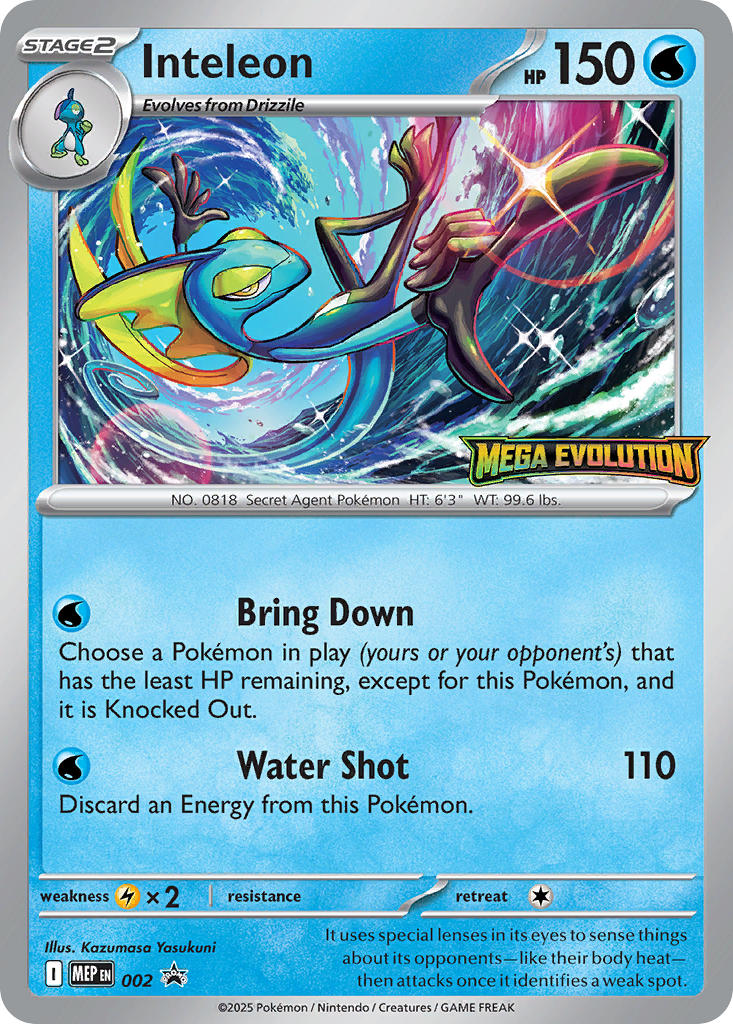 STAGE2
Inteleon
HP 150
Evolves from Drizzile
MEGA EVOLUTION
NO. 0818 Secret Agent Pokémon HT: 6'3" WT: 99.6 lbs.
Bring Down
Choose a Pokémon in play (yours or your opponent's) that
has the least HP remaining, except for this Pokémon, and
it is Knocked Out.
Water Shot 110
Discard an Energy from this Pokémon.
weakness ×2 resistance retreat
Illus. Kazumasa Yasukuni
I MEP EN 002 PROMO
It uses special lenses in its eyes to sense things
about its opponents—like their body heat—
then attacks once it identifies a weak spot.
©2025 Pokémon / Nintendo / Creatures / GAME FREAK